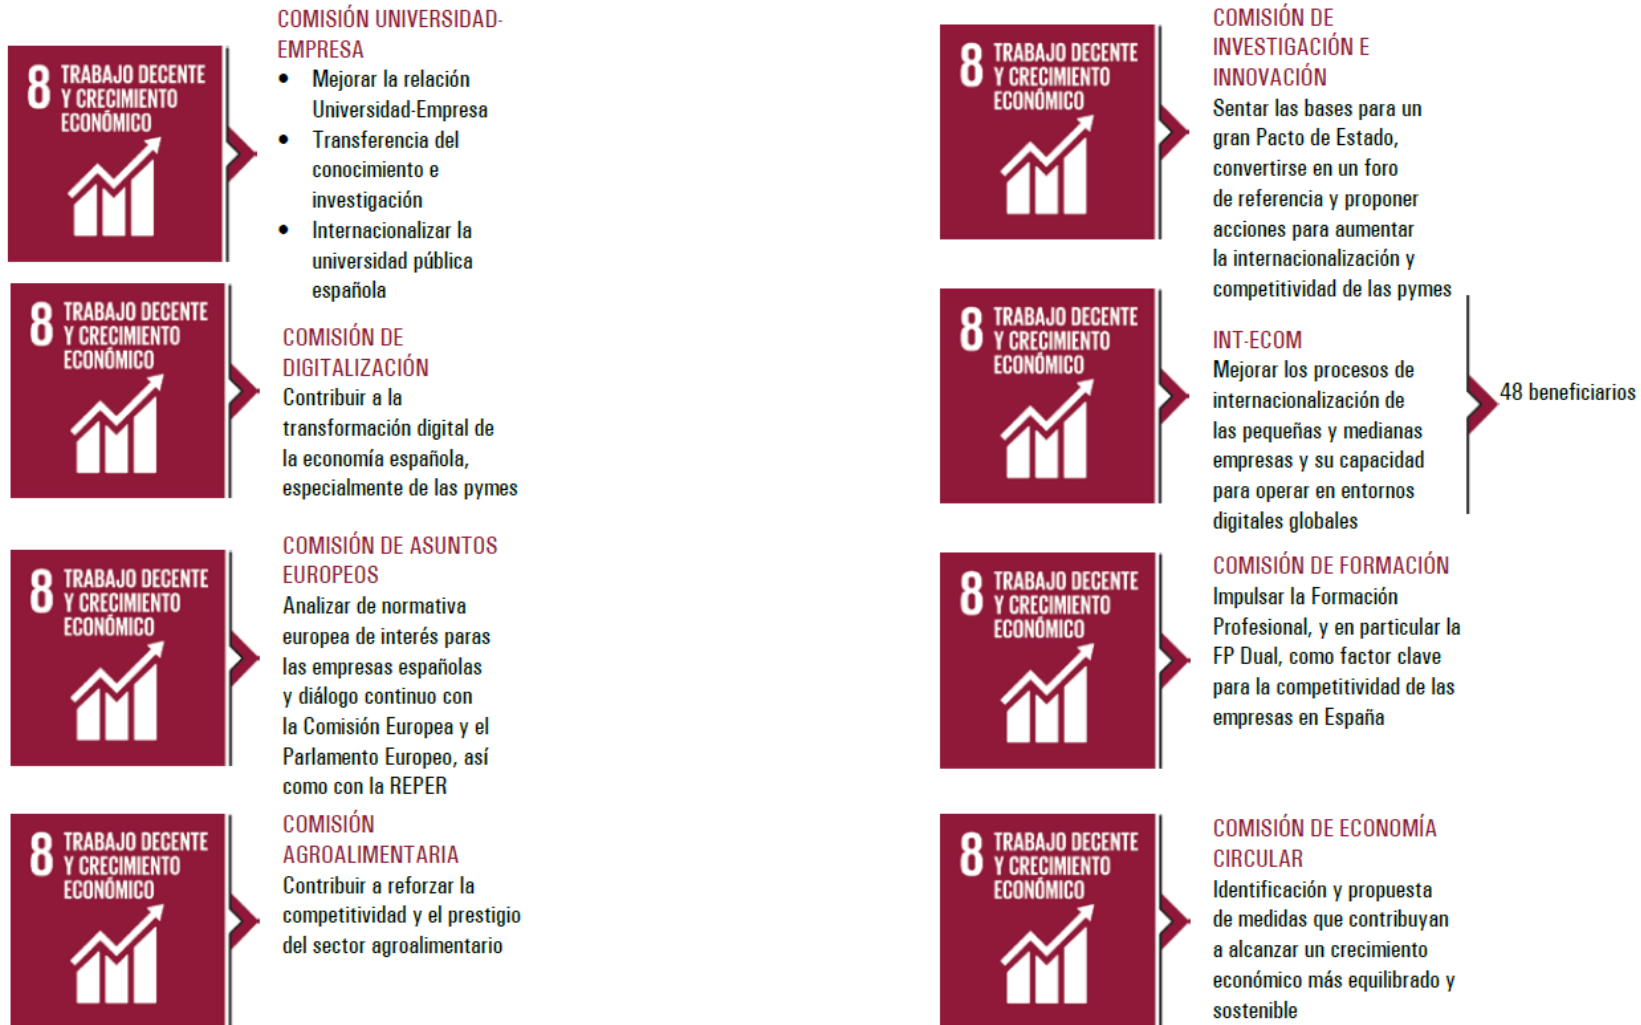 8 TRABAJO DECENTE
Y CRECIMIENTO
ECONÓMICO
COMISIÓN UNIVERSIDAD-
EMPRESA
• Mejorar la relación
Universidad-Empresa
• Transferencia del
conocimiento e
investigación
• Internacionalizar la
universidad pública
española
8 TRABAJO DECENTE
Y CRECIMIENTO
ECONÓMICO
COMISIÓN DE
DIGITALIZACIÓN
Contribuir a la
transformación digital de
la economía española,
especialmente de las pymes
8 TRABAJO DECENTE
Y CRECIMIENTO
ECONÓMICO
COMISIÓN DE ASUNTOS
EUROPEOS
Analizar de normativa
europea de interés paras
las empresas españolas
y diálogo continuo con
la Comisión Europea y el
Parlamento Europeo, así
como con la REPER
8 TRABAJO DECENTE
Y CRECIMIENTO
ECONÓMICO
COMISIÓN
AGROALIMENTARIA
Contribuir a reforzar la
competitividad y el prestigio
del sector agroalimentario
8 TRABAJO DECENTE
Y CRECIMIENTO
ECONÓMICO
COMISIÓN DE
INVESTIGACIÓN E
INNOVACIÓN
Sentar las bases para un
gran Pacto de Estado,
convertirse en un foro
de referencia y proponer
acciones para aumentar
la internacionalización y
competitividad de las pymes
8 TRABAJO DECENTE
Y CRECIMIENTO
ECONÓMICO
INT-ECOM
Mejorar los procesos de
internacionalización de
las pequeñas y medianas
empresas y su capacidad
para operar en entornos
digitales globales
48 beneficiarios
8 TRABAJO DECENTE
Y CRECIMIENTO
ECONÓMICO
COMISIÓN DE FORMACIÓN
Impulsar la Formación
Profesional, y en particular la
FP Dual, como factor clave
para la competitividad de las
empresas en España
8 TRABAJO DECENTE
Y CRECIMIENTO
ECONÓMICO
COMISIÓN DE ECONOMÍA
CIRCULAR
Identificación y propuesta
de medidas que contribuyan
a alcanzar un crecimiento
económico más equilibrado y
sostenible